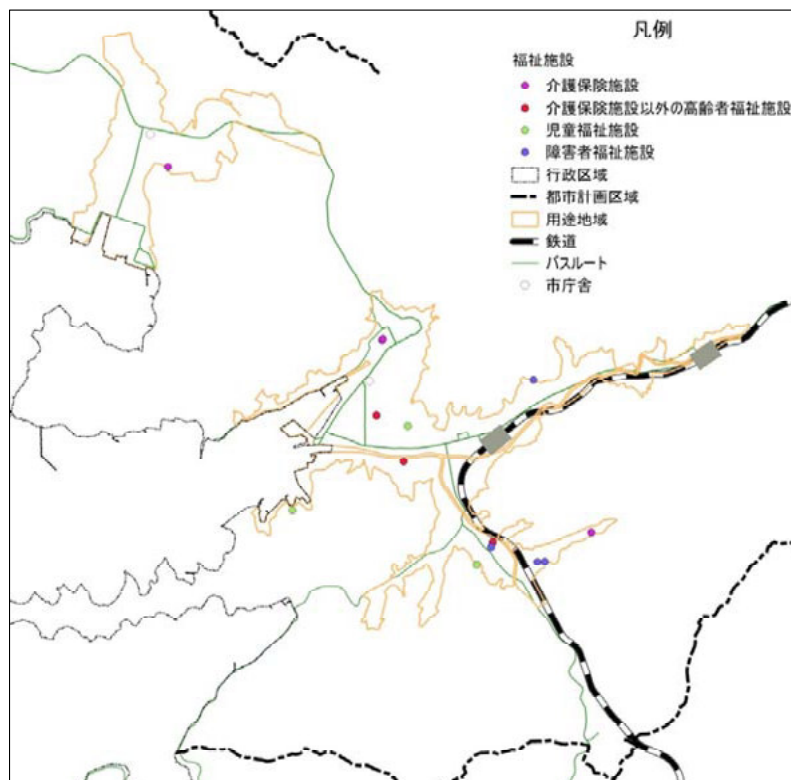 凡例
福祉施設
介護保険施設
介護保険施設以外の高齢者福祉施設
児童福祉施設
障害者福祉施設
行政区域
都市計画区域
用途地域
鉄道
バスルート
市庁舎